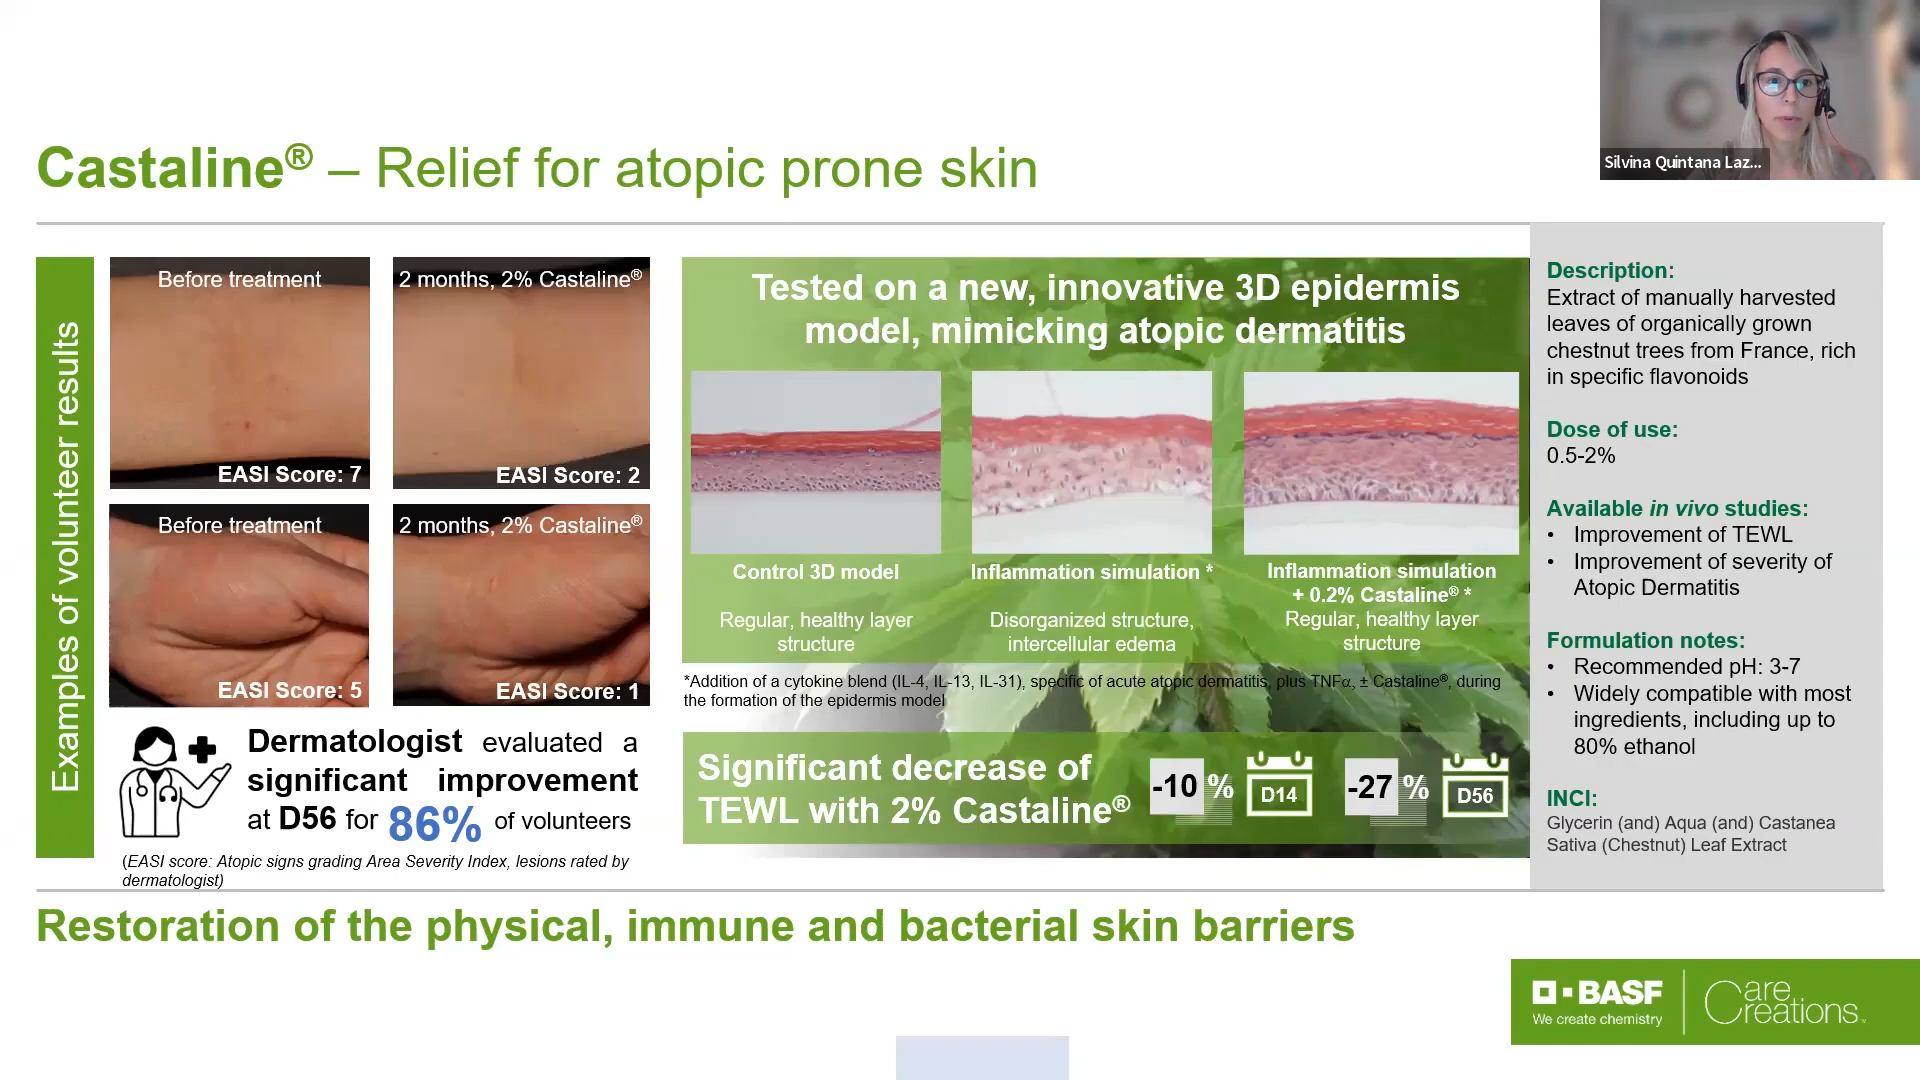 Silvina Quintana Laz...
Castaline® – Relief for atopic prone skin
Examples of volunteer results
Before treatment
EASI Score: 7
2 months, 2% Castaline®
EASI Score: 2
Before treatment
EASI Score: 5
2 months, 2% Castaline®
EASI Score: 1
Dermatologist evaluated a
significant improvement
at D56 for 86% of volunteers
(EASI score: Atopic signs grading Area Severity Index, lesions rated by
dermatologist)
Tested on a new, innovative 3D epidermis
model, mimicking atopic dermatitis
Control 3D model
Regular, healthy layer
structure
Inflammation simulation *
Disorganized structure,
intercellular edema
Inflammation simulation
+ 0.2% Castaline® *
Regular, healthy layer
structure
*Addition of a cytokine blend (IL-4, IL-13, IL-31), specific of acute atopic dermatitis, plus TNFα, ± Castaline®, during
the formation of the epidermis model
Significant decrease of
TEWL with 2% Castaline®
-10 %
D14
-27 %
D56
Description:
Extract of manually harvested
leaves of organically grown
chestnut trees from France, rich
in specific flavonoids
Dose of use:
0.5-2%
Available in vivo studies:
• Improvement of TEWL
• Improvement of severity of
Atopic Dermatitis
Formulation notes:
• Recommended pH: 3-7
• Widely compatible with most
ingredients, including up to
80% ethanol
INCI:
Glycerin (and) Aqua (and) Castanea
Sativa (Chestnut) Leaf Extract
Restoration of the physical, immune and bacterial skin barriers
BASF
We create chemistry
Care
Creations™